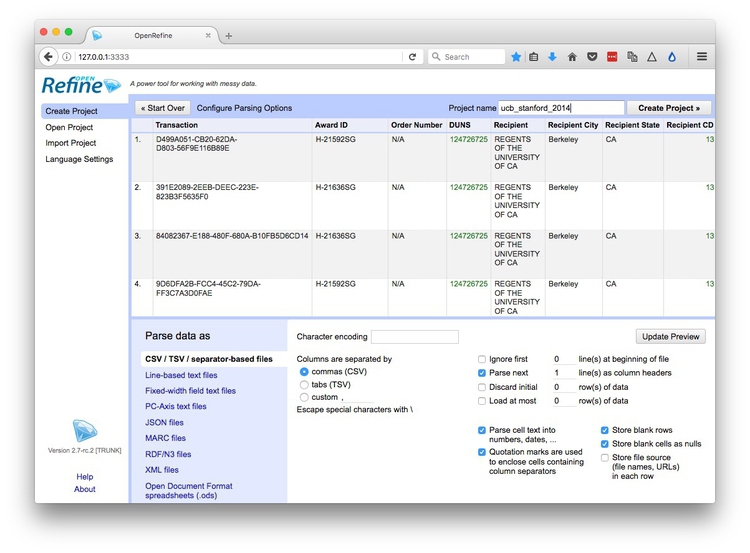 OpenRefine
127.0.0.1:3333
Search
OPEN
Refine
A power tool for working with messy data.
Create Project
Open Project
Import Project
Language Settings
« Start Over Configure Parsing Options Project name ucb_stanford_2014 Create Project »
Transaction Award ID Order Number DUNS Recipient Recipient City Recipient State Recipient CD
1. D499A051-CB20-62DA-D803-56F9E116B89E H-21592SG N/A 124726725 REGENTS OF THE UNIVERSITY OF CA Berkeley CA 13
2. 391E2089-2EEB-DEEC-223E-823B3F5635F0 H-21636SG N/A 124726725 REGENTS OF THE UNIVERSITY OF CA Berkeley CA 13
3. 84082367-E188-480F-680A-B10FB5D6CD14 H-21636SG N/A 124726725 REGENTS OF THE UNIVERSITY OF CA Berkeley CA 13
4. 9D6DFA2B-FCC4-45C2-79DA-FF3C7A3D0FAE H-21592SG N/A 124726725 REGENTS OF THE UNIVERSITY OF CA Berkeley CA 13
Parse data as
CSV / TSV / separator-based files
Line-based text files
Fixed-width field text files
PC-Axis text files
JSON files
MARC files
RDF/N3 files
XML files
Open Document Format
spreadsheets (.ods)
Character encoding
Update Preview
Columns are separated by
commas (CSV)
tabs (TSV)
custom ,
Escape special characters with \
Ignore first 0 line(s) at beginning of file
Parse next 1 line(s) as column headers
Discard initial 0 row(s) of data
Load at most 0 row(s) of data
Parse cell text into
numbers, dates, ...
Quotation marks are used
to enclose cells containing
column separators
Store blank rows
Store blank cells as nulls
Store file source
(file names, URLs)
in each row
Version 2.7-rc.2 [TRUNK]
Help
About